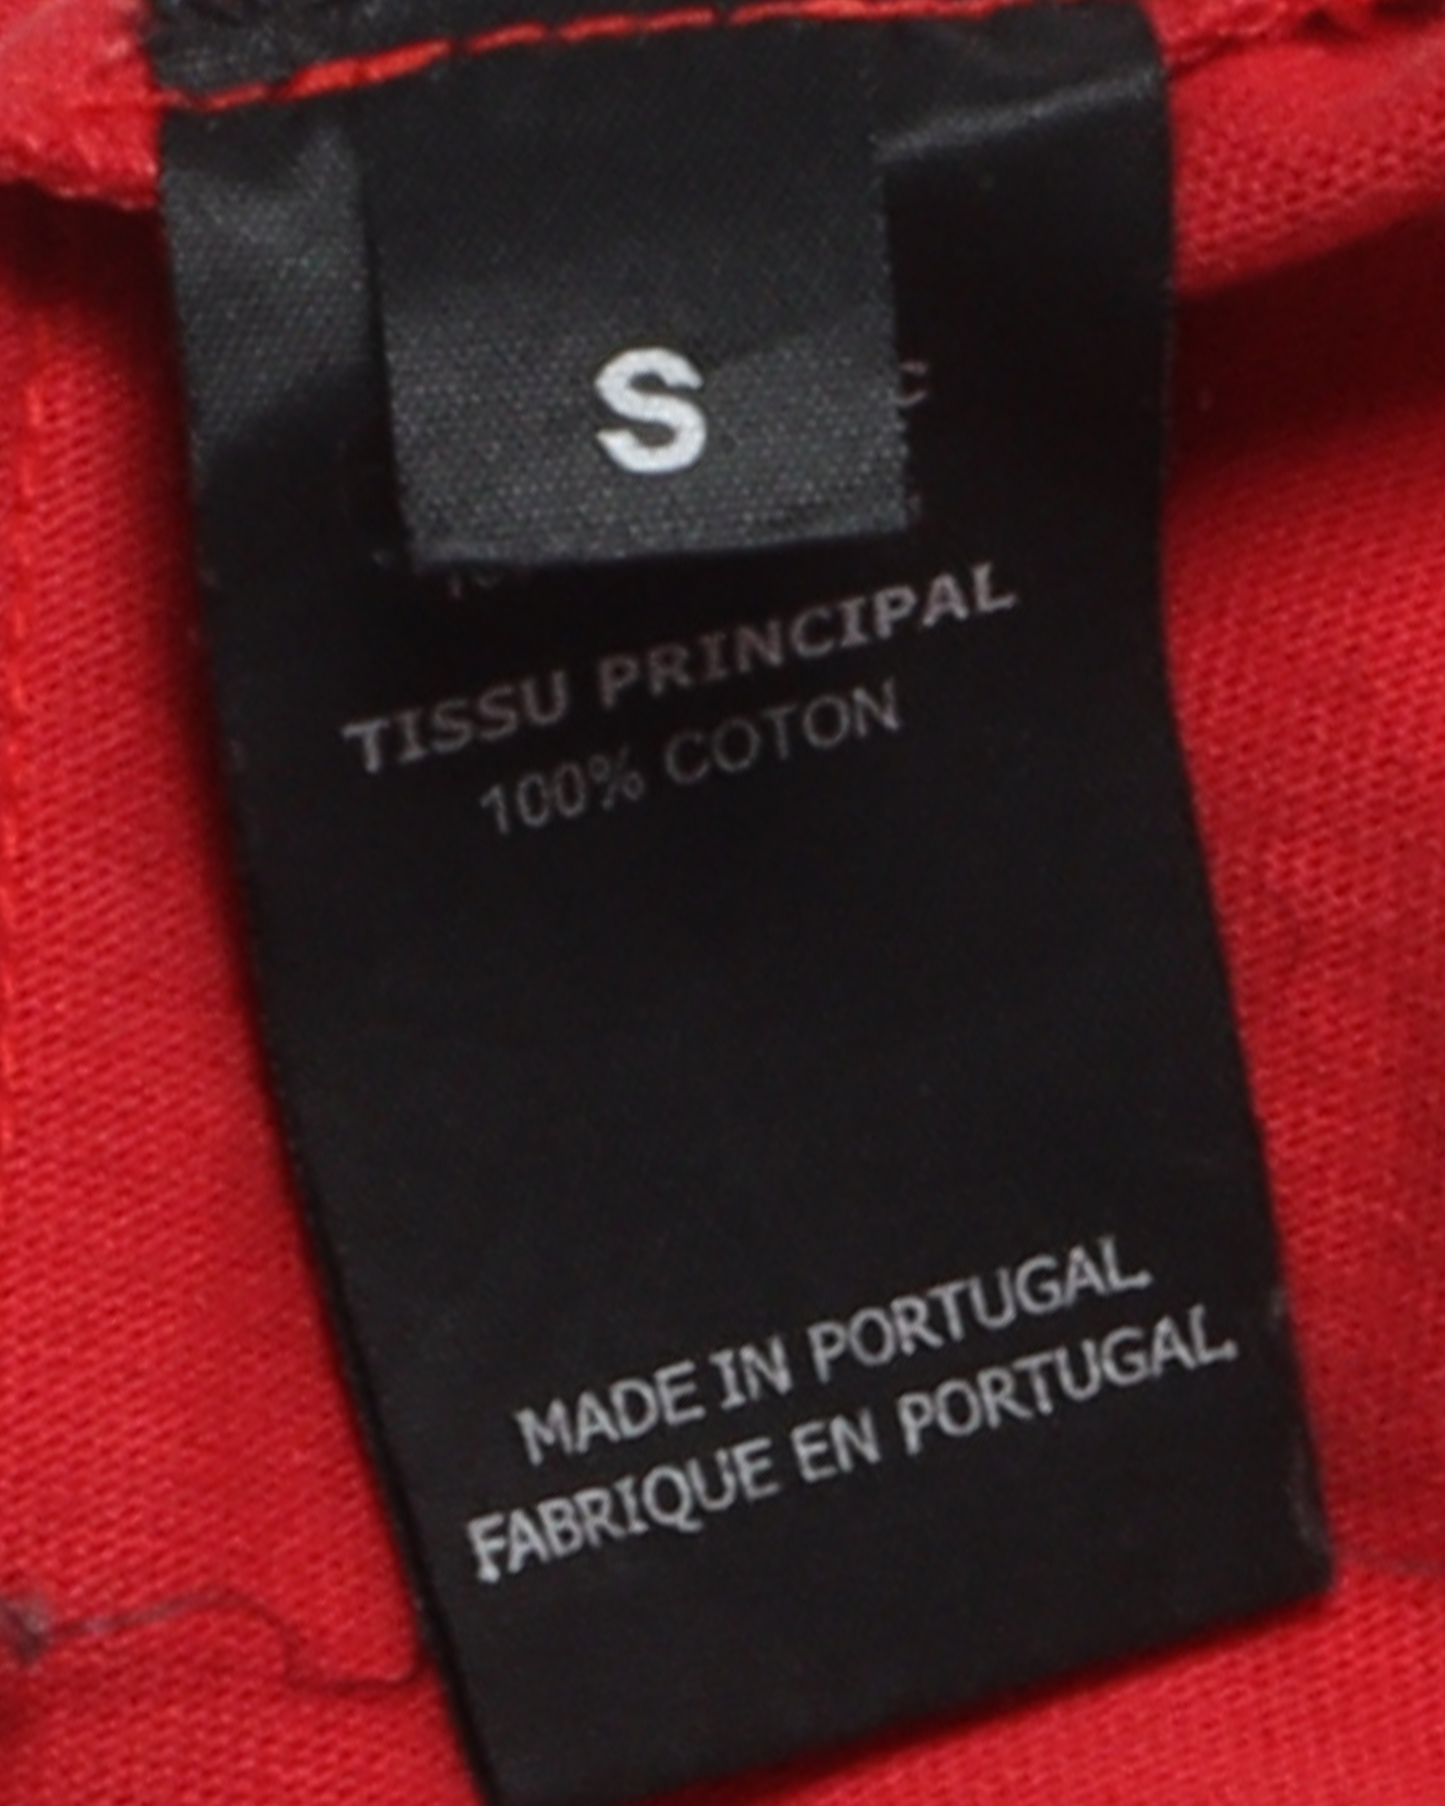 S
TISSU PRINCIPAL
100% COTON
MADE IN PORTUGAL
FABRIQUE EN PORTUGAL